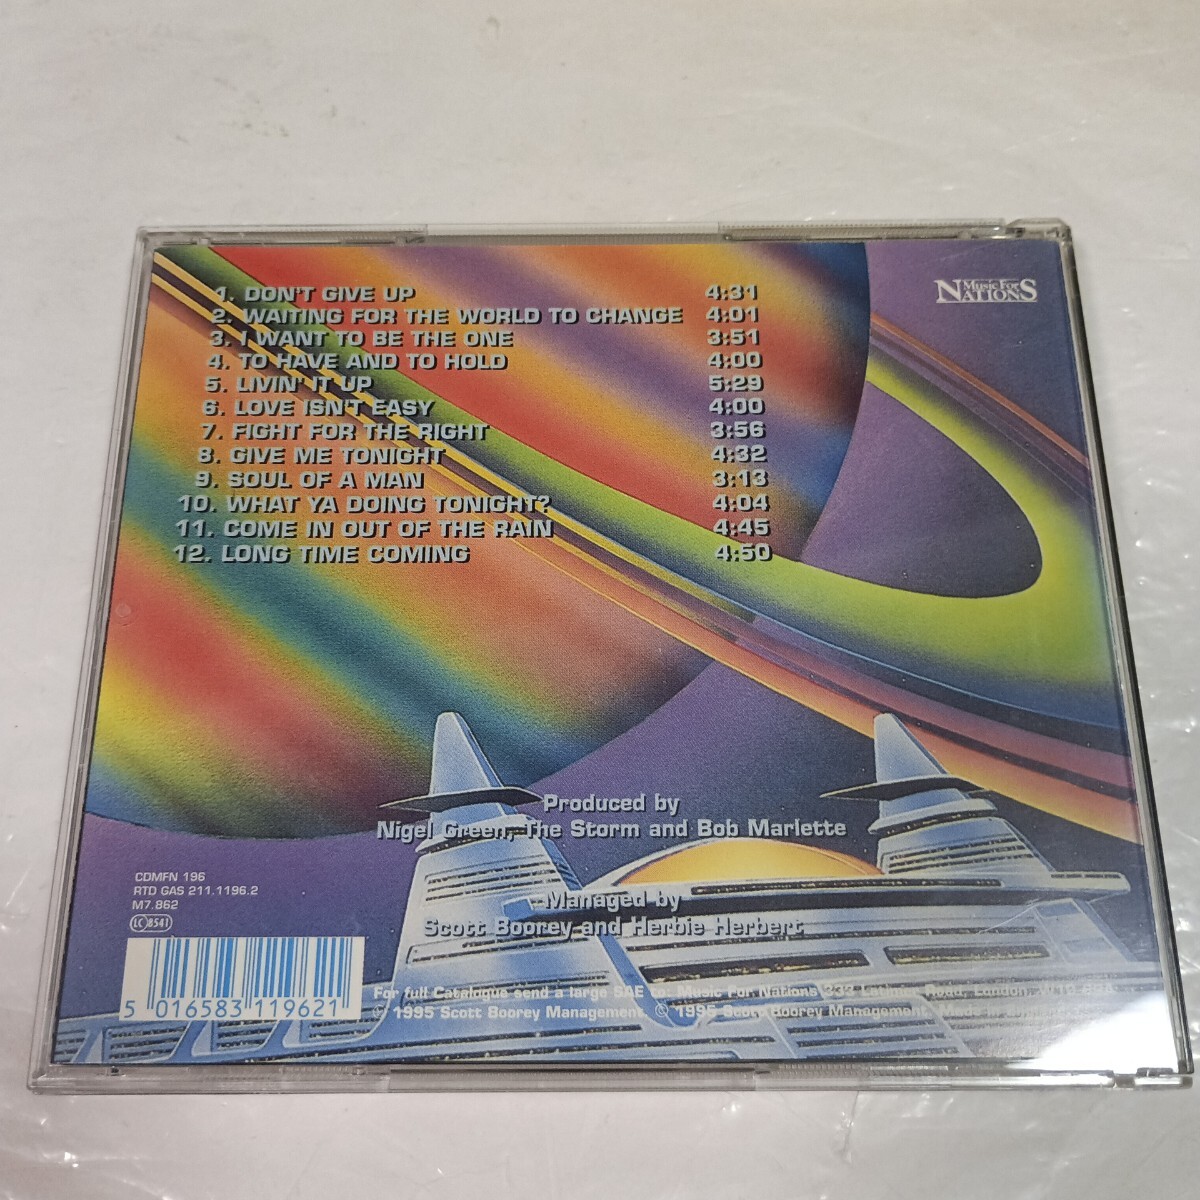 1. DON'T GIVE UP 4:31
2. WAITING FOR THE WORLD TO CHANGE 4:01
3. I WANT TO BE THE ONE 3:51
4. TO HAVE AND TO HOLD 4:00
5. LIVIN' IT UP 5:29
6. LOVE ISN'T EASY 4:00
7. FIGHT FOR THE RIGHT 3:56
8. GIVE ME TONIGHT 4:32
9. SOUL OF A MAN 3:13
10. WHAT YA DOING TONIGHT? 4:04
11. COME IN OUT OF THE RAIN 4:45
12. LONG TIME COMING 4:50
Music For
NATIONS
Produced by
Nigel Green, The Storm and Bob Marlette
Managed by
Scott Boorey and Herbie Herbert
CDMFN 196
RTD GAS 211.1196.2
M7.862
LC 8541
5 016583 119621
For full Catalogue send a large SAE to: Music For Nations 332 Road, London,
© 1995 Scott Boorey Management. © 1995 Scott Boorey Management. Made in